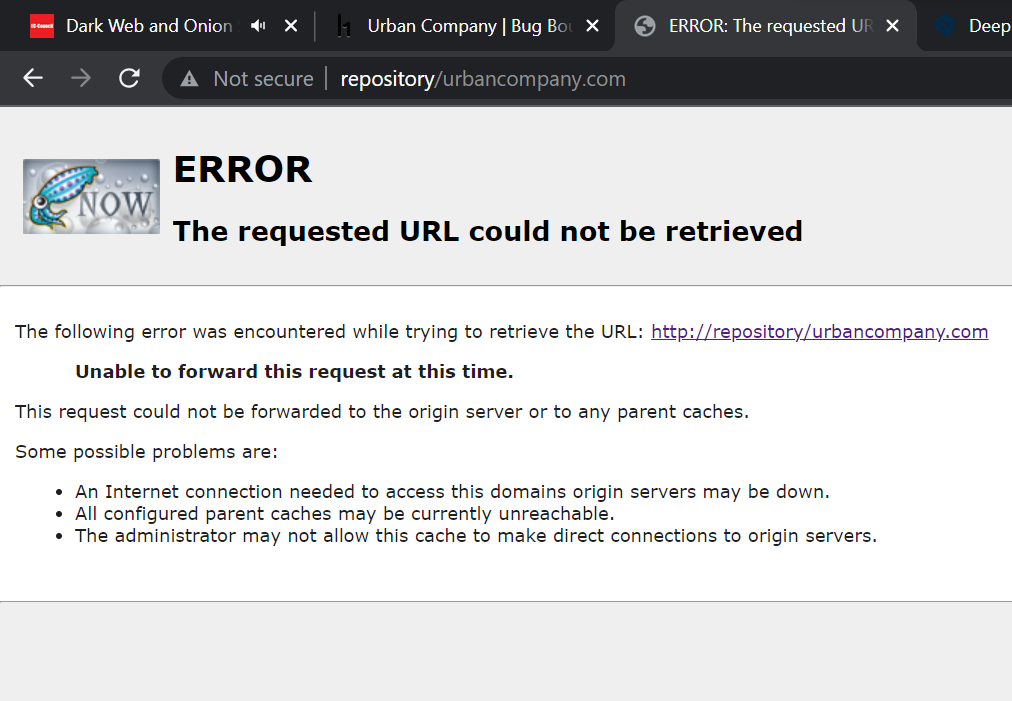 Dark Web and Onion
Urban Company | Bug Bou
ERROR: The requested UR
Deep
Not secure
repository/urbancompany.com
NOW
ERROR
The requested URL could not be retrieved
The following error was encountered while trying to retrieve the URL: http://repository/urbancompany.com
Unable to forward this request at this time.
This request could not be forwarded to the origin server or to any parent caches.
Some possible problems are:
• An Internet connection needed to access this domains origin servers may be down.
• All configured parent caches may be currently unreachable.
• The administrator may not allow this cache to make direct connections to origin servers.